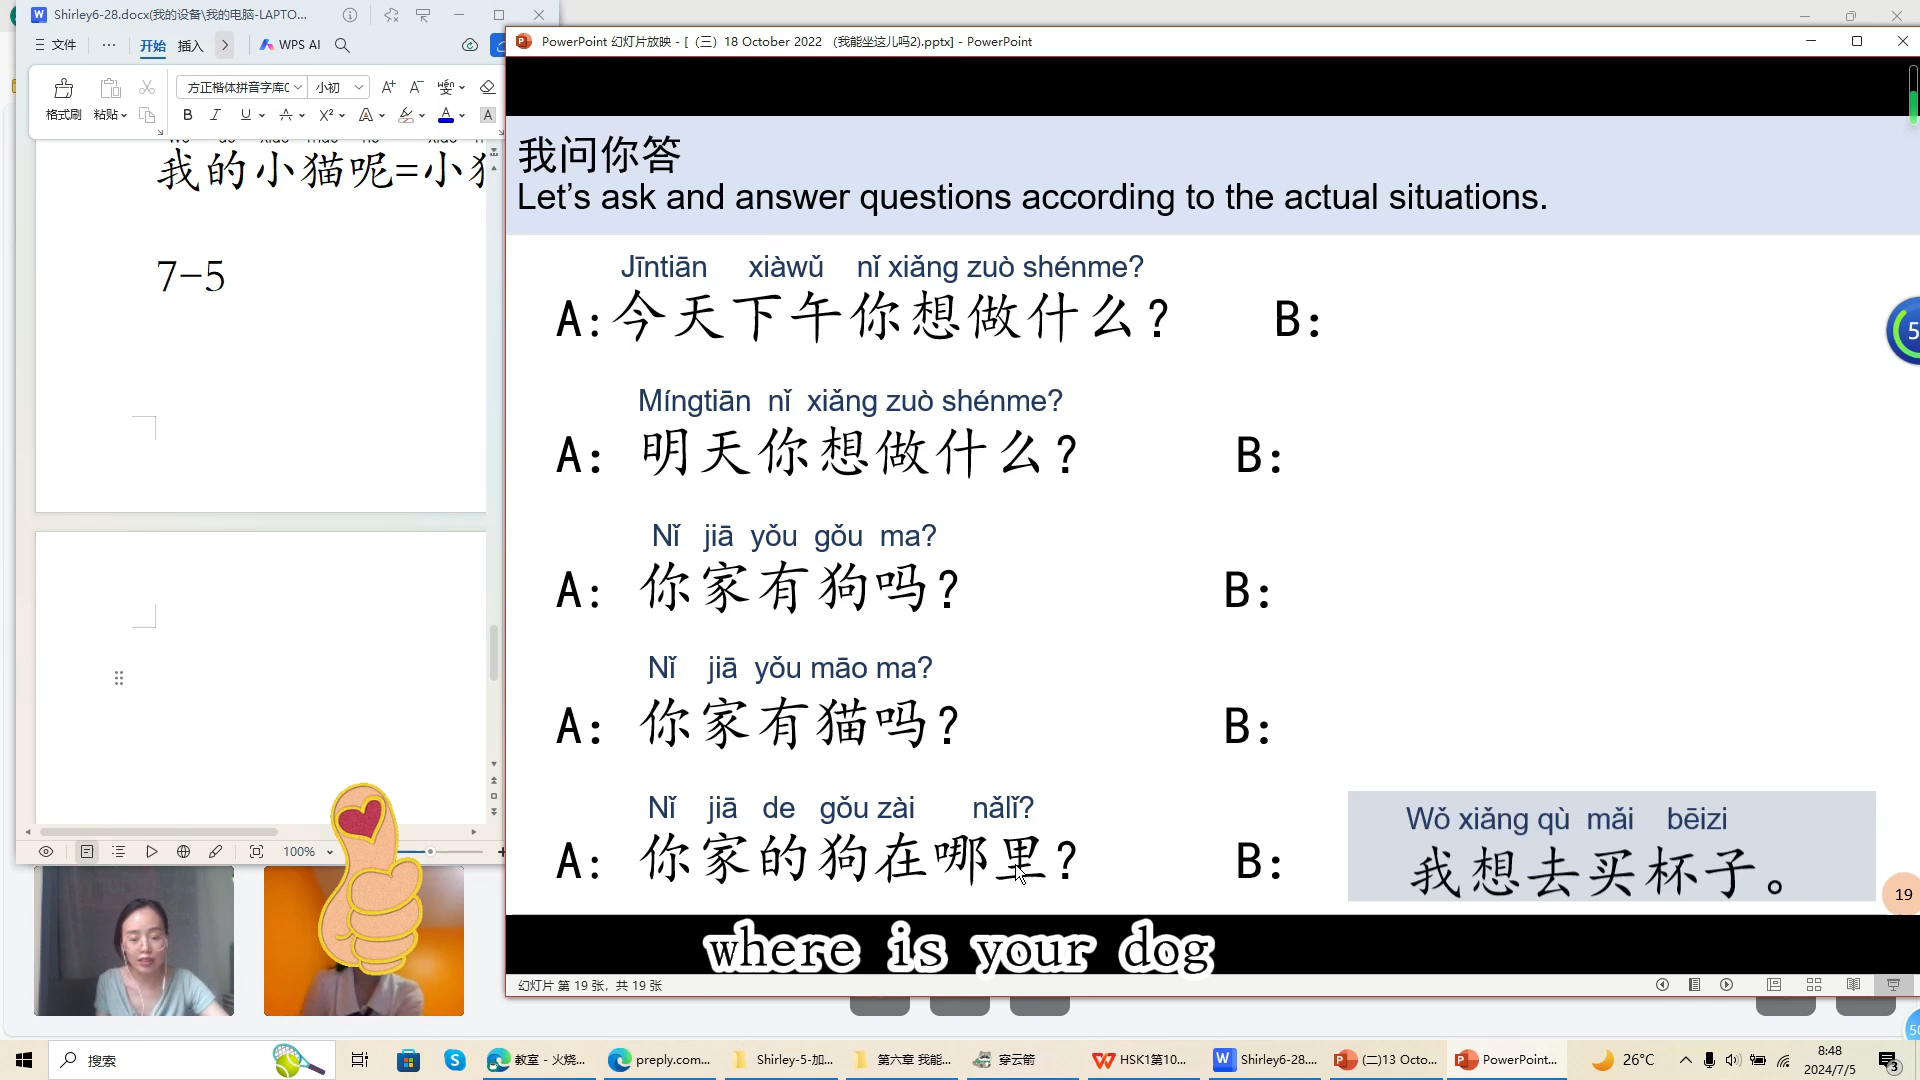 Shirley6-28.docx(我的设备\我的电脑-LAPTO...
文件 ... 开始 插入 WPS AI
方正楷体拼音字库(
小初
格式刷 粘贴
B I U A X² A A A
我的小猫呢=小
7–5
100%
PowerPoint 幻灯片放映 - [（三）18 October 2022 （我能坐这儿吗2).pptx] - PowerPoint
我问你答
Let’s ask and answer questions according to the actual situations.
Jīntiān xiàwǔ nǐ xiǎng zuò shénme?
A:今天下午你想做什么？ B:
Míngtiān nǐ xiǎng zuò shénme?
A: 明天你想做什么？ B:
Nǐ jiā yǒu gǒu ma?
A: 你家有狗吗？ B:
Nǐ jiā yǒu māo ma?
A: 你家有猫吗？ B:
Nǐ jiā de gǒu zài nǎlǐ?
A: 你家的狗在哪里？ B:
Wǒ xiǎng qù mǎi bēizi
我想去买杯子。
19
where is your dog
幻灯片 第 19 张，共 19 张
搜索
教室 - 火烧...
preply.com...
Shirley-5-加...
第六章 我能...
穿云箭
HSK1第10...
Shirley6-28....
(二)13 Octo...
PowerPoint...
26°C
8:48
2024/7/5
3